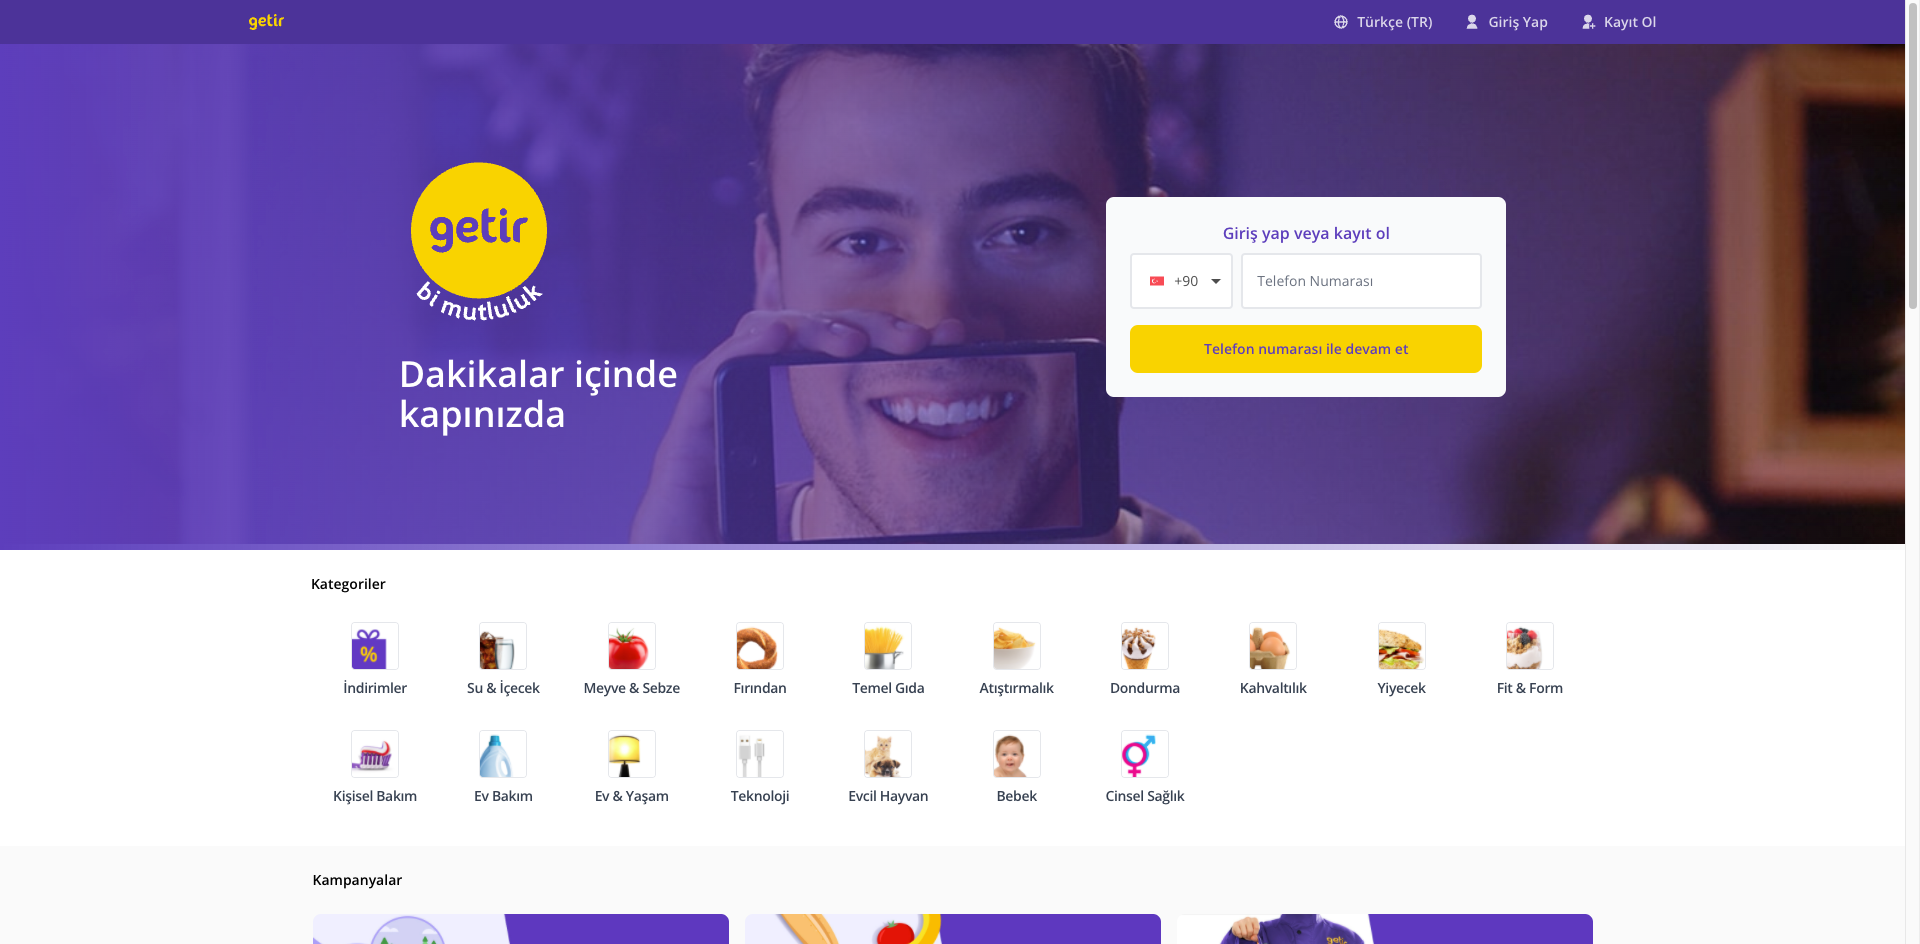 getir
Türkçe (TR)
Giriş Yap
Kayıt Ol
getir
bi mutluluk
Dakikalar içinde
kapınızda
Giriş yap veya kayıt ol
+90
Telefon Numarası
Telefon numarası ile devam et
Kategoriler
İndirimler
Su & İçecek
Meyve & Sebze
Fırından
Temel Gıda
Atıştırmalık
Dondurma
Kahvaltılık
Yiyecek
Fit & Form
Kişisel Bakım
Ev Bakım
Ev & Yaşam
Teknoloji
Evcil Hayvan
Bebek
Cinsel Sağlık
Kampanyalar
getir